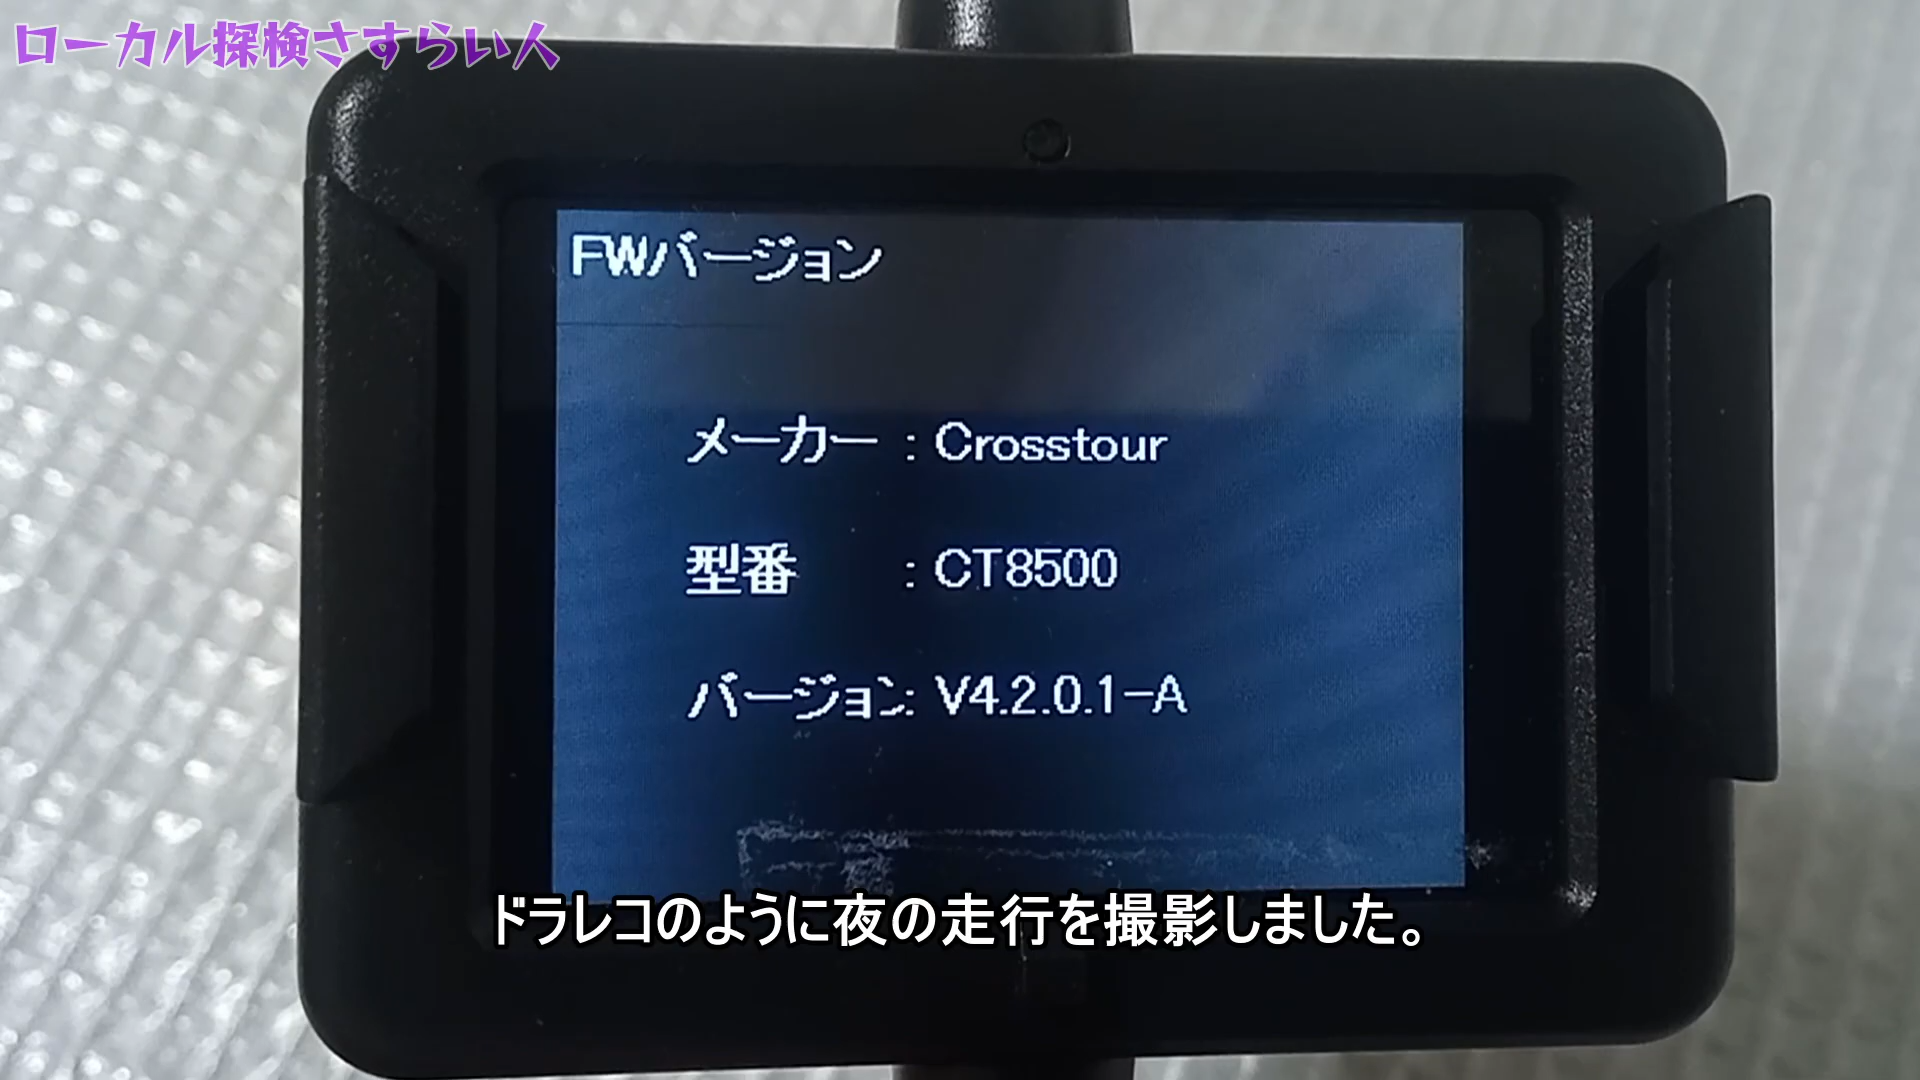 ローカル探検さすらい人
FWバージョン
メーカー : Crosstour
型番 : CT8500
バージョン: V4.2.0.1-A
ドラレコのように夜の走行を撮影しました。